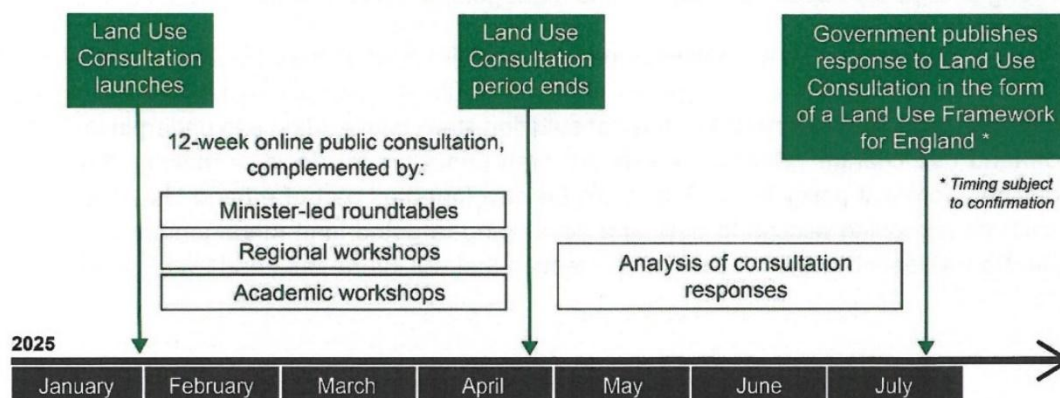 Land Use
Consultation
launches
Land Use
Consultation
period ends
Government publishes
response to Land Use
Consultation in the form
of a Land Use Framework
for England *
* Timing subject
to confirmation
12-week online public consultation,
complemented by:
Minister-led roundtables
Regional workshops
Academic workshops
Analysis of consultation
responses
2025
January
February
March
April
May
June
July